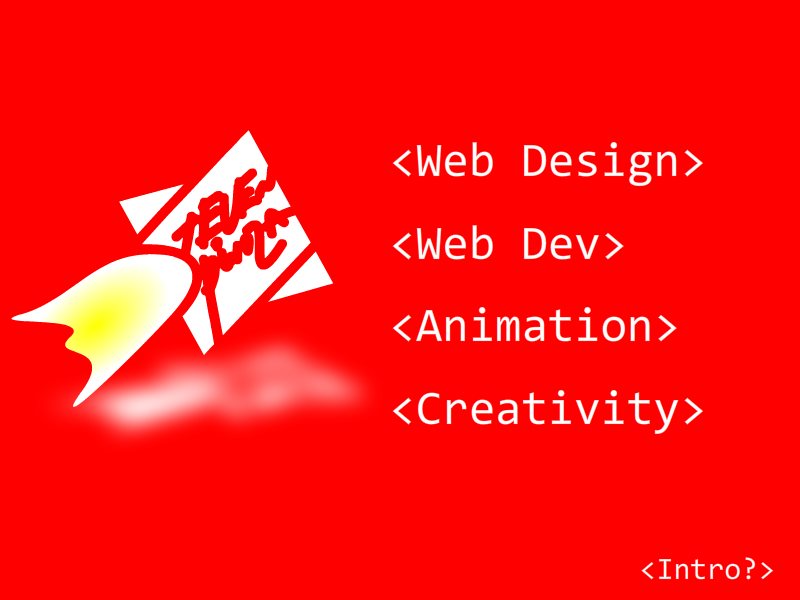 <Web Design>
<Web Dev>
<Animation>
<Creativity>
<Intro?>